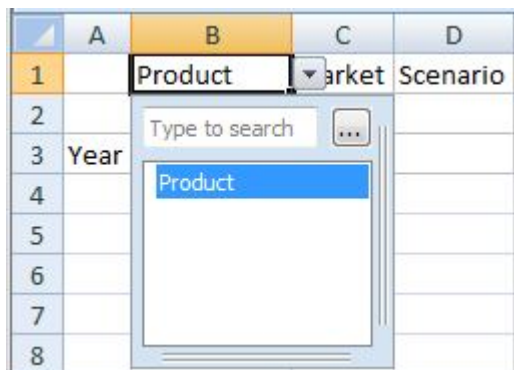 A B C D
1 Product arket Scenario
2 Type to search ...
3 Year
Product
4
5
6
7
8